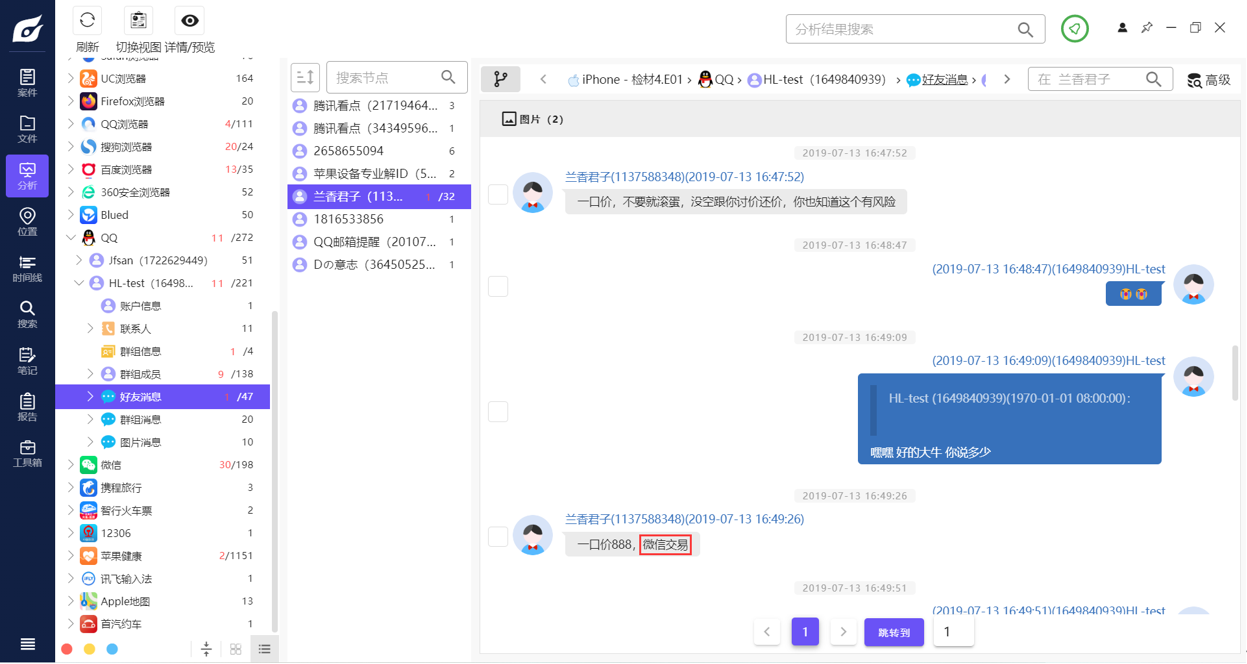 刷新 切换视图 详情/预览
分析结果搜索
案件
文件
分析
位置
时间线
搜索
笔记
报告
工具箱
UC浏览器 164
Firefox浏览器 20
QQ浏览器 4/111
搜狗浏览器 20/24
百度浏览器 13/35
360安全浏览器 52
Blued 50
QQ 11 /272
Jfsan（1722629449） 51
HL-test（16498... 11 /221
账户信息 1
联系人 11
群组信息 1 /4
群组成员 9 /138
好友消息 1 /47
群组消息 20
图片消息 10
微信 30/198
携程旅行 3
智行火车票 2
12306 1
苹果健康 2/1151
讯飞输入法 1
Apple地图 13
首汽约车 1
搜索节点
腾讯看点（21719464... 3
腾讯看点（34349596... 1
2658655094 6
苹果设备专业解ID（5... 2
兰香君子（113... 1 /32
1816533856 1
QQ邮箱提醒（20107... 1
Dの意志（36450525... 1
iPhone - 检材4.E01 › QQ › HL-test（1649840939） › 好友消息 ›
在 兰香君子
高级
图片（2）
2019-07-13 16:47:52
兰香君子(1137588348)(2019-07-13 16:47:52)
一口价，不要就滚蛋，没空跟你讨价还价，你也知道这个有风险
2019-07-13 16:48:47
(2019-07-13 16:48:47)(1649840939)HL-test
😭😭
2019-07-13 16:49:09
(2019-07-13 16:49:09)(1649840939)HL-test
HL-test (1649840939)(1970-01-01 08:00:00)：
嘿嘿 好的大牛 你说多少
2019-07-13 16:49:26
兰香君子(1137588348)(2019-07-13 16:49:26)
一口价888，微信交易
2019-07-13 16:49:51
(2019-07-13 16:49:51)(1649840939)HL-test
1
跳转到
1